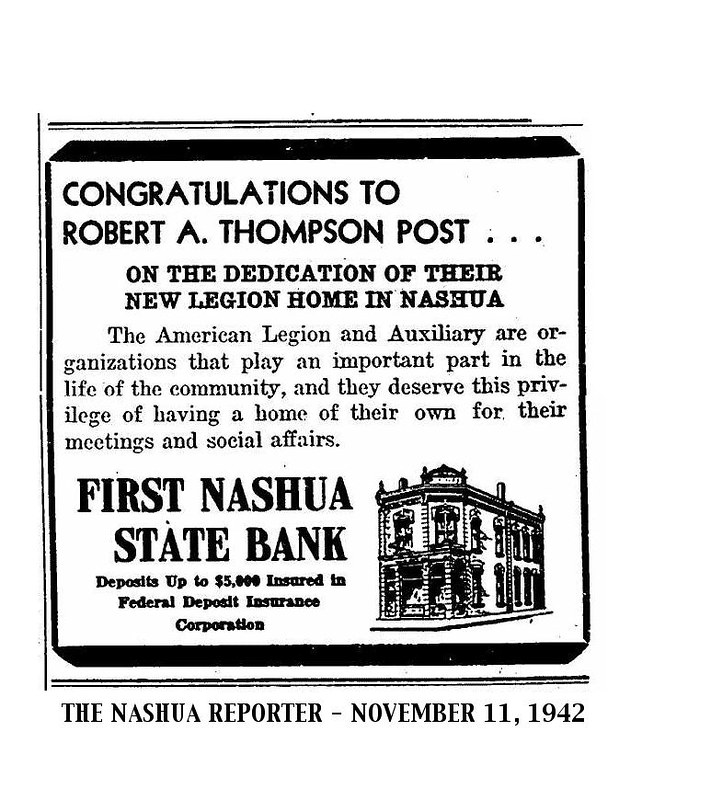 CONGRATULATIONS TO
ROBERT A. THOMPSON POST . . .
ON THE DEDICATION OF THEIR
NEW LEGION HOME IN NASHUA
The American Legion and Auxiliary are or-
ganizations that play an important part in the
life of the community, and they deserve this priv-
ilege of having a home of their own for their
meetings and social affairs.
FIRST NASHUA
STATE BANK
Deposits Up to $5,000 Insured in
Federal Deposit Insurance
Corporation
THE NASHUA REPORTER – NOVEMBER 11, 1942